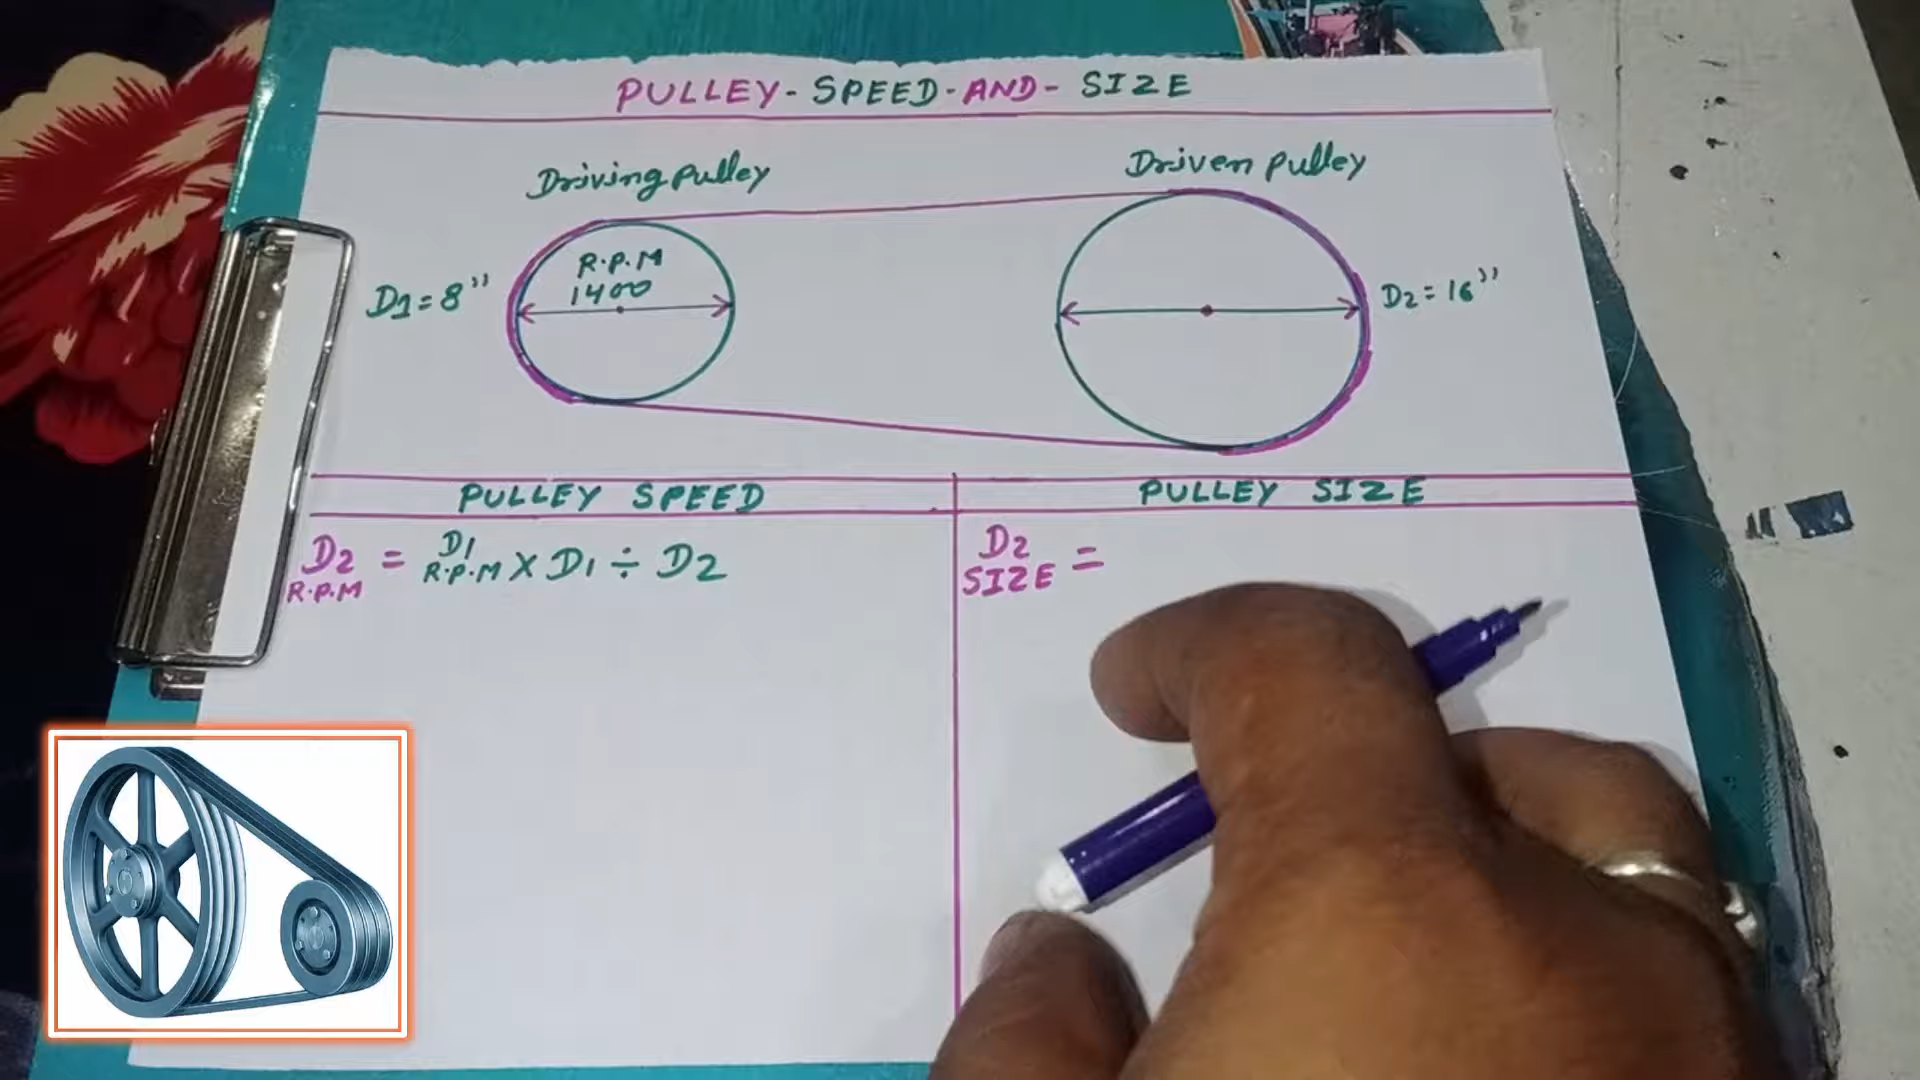 PULLEY-SPEED-AND-SIZE
Driving pulley
Driven pulley
R.P.M
1400
D1=8"
D2=16"
PULLEY SPEED
PULLEY SIZE
D2 R.P.M = D1 R.P.M X D1 ÷ D2
D2 SIZE =